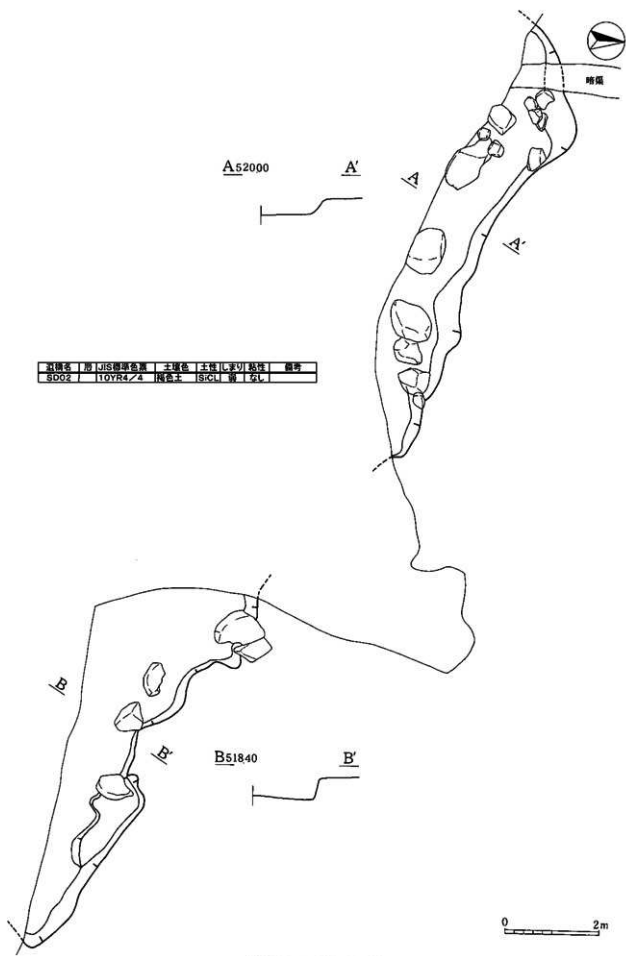 暗渠
A52000 A'
A
A'
遺構名 層 JIS標準色票 土壌色 土性 しまり 粘性 備考
SD02 1 10YR4/4 褐色土 SiCL 弱 なし
B
B'
B51840 B'
0 2m